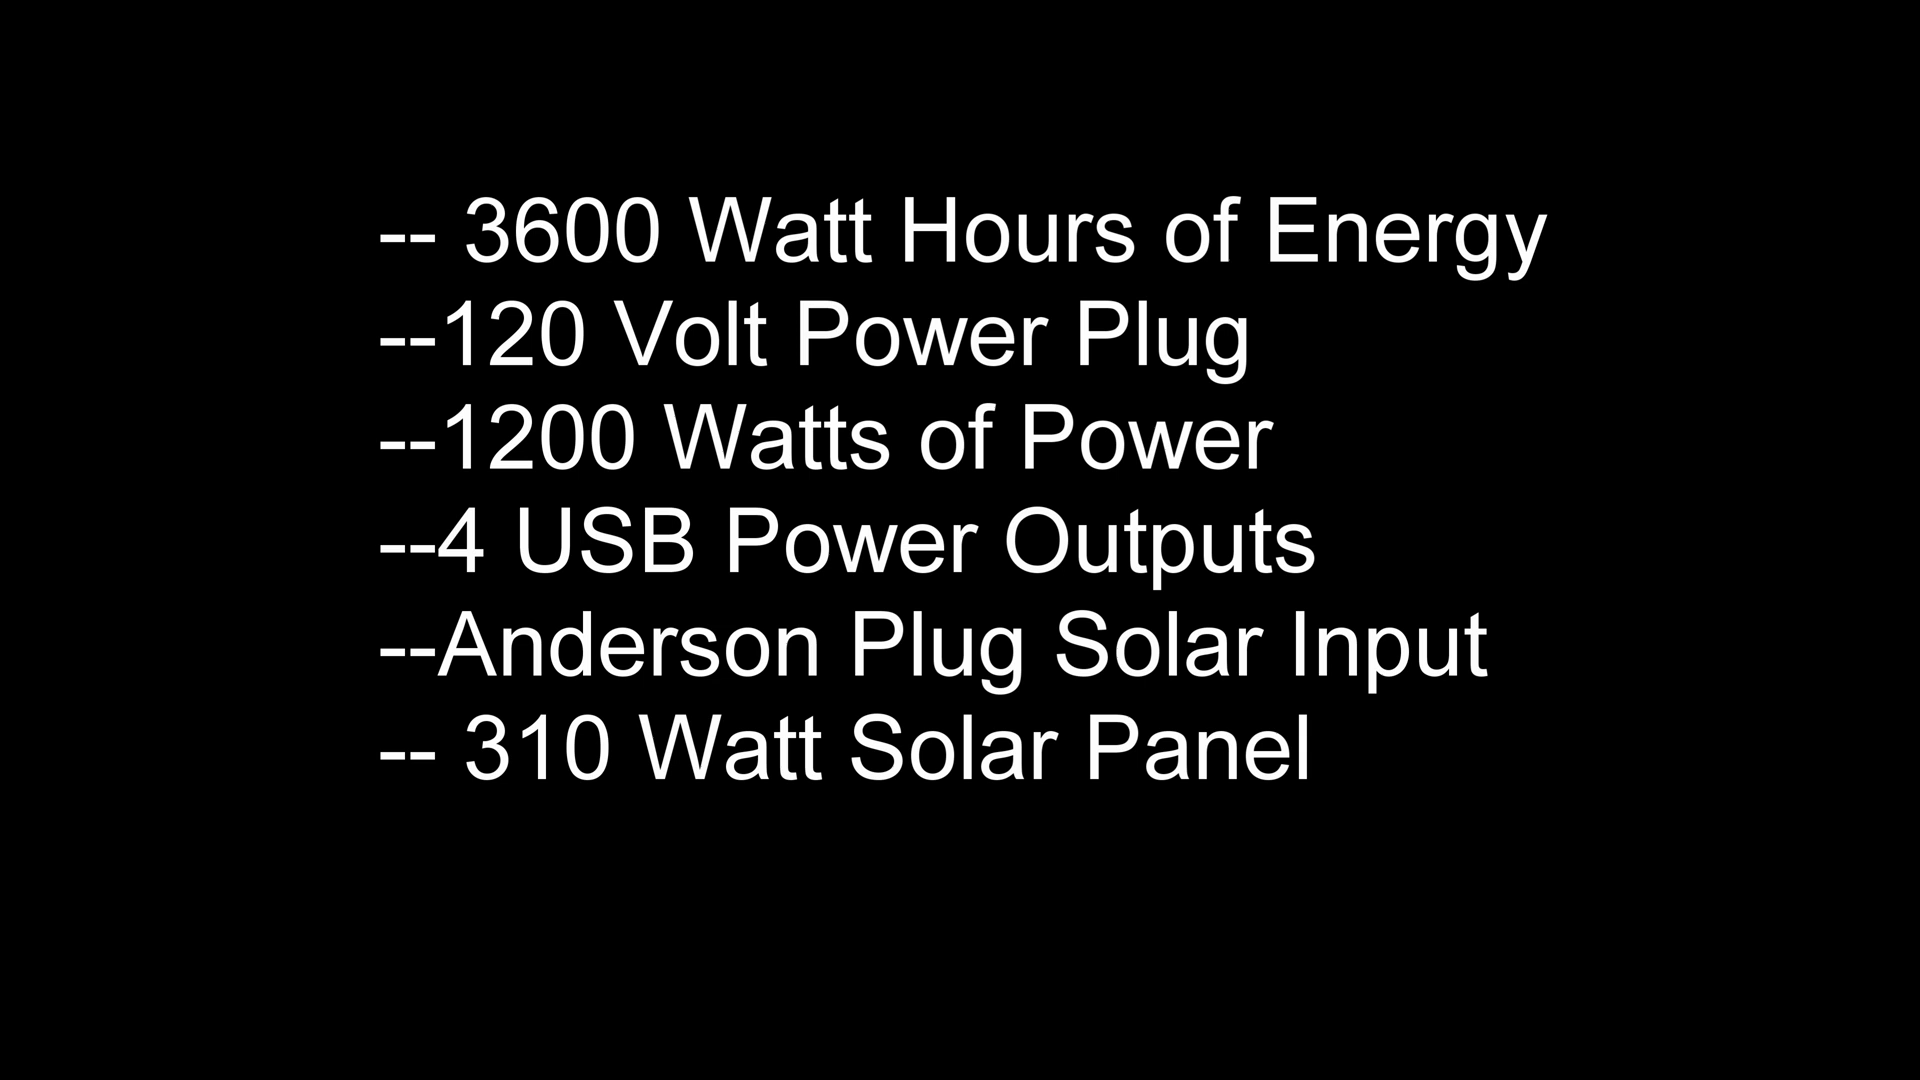 -- 3600 Watt Hours of Energy
--120 Volt Power Plug
--1200 Watts of Power
--4 USB Power Outputs
--Anderson Plug Solar Input
-- 310 Watt Solar Panel